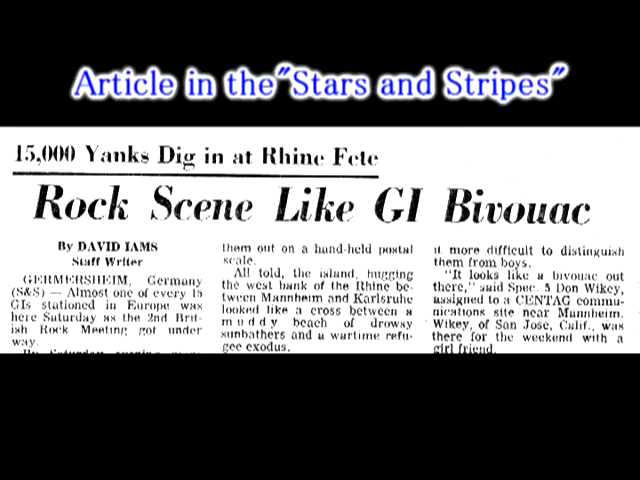 Article in the "Stars and Stripes"
15,000 Yanks Dig in at Rhine Fete
Rock Scene Like GI Bivouac
By DAVID IAMS
Staff Writer
GERMERSHEIM, Germany
(S&S) — Almost one of every 15
GIs stationed in Europe was
here Saturday as the 2nd Brit-
ish Rock Meeting got under
way.
By Saturday evening
them out on a hand-held postal
scale.
All told, the island, hugging
the west bank of the Rhine be-
tween Mannheim and Karlsruhe
looked like a cross between a
muddy beach of drowsy
sunbathers and a wartime refu-
gee exodus.
it more difficult to distinguish
them from boys.
"It looks like a bivouac out
there," said Spec. 5 Don Wikey,
assigned to a CENTAG commu-
nications site near Mannheim.
Wikey, of San Jose, Calif., was
there for the weekend with a
girl friend.